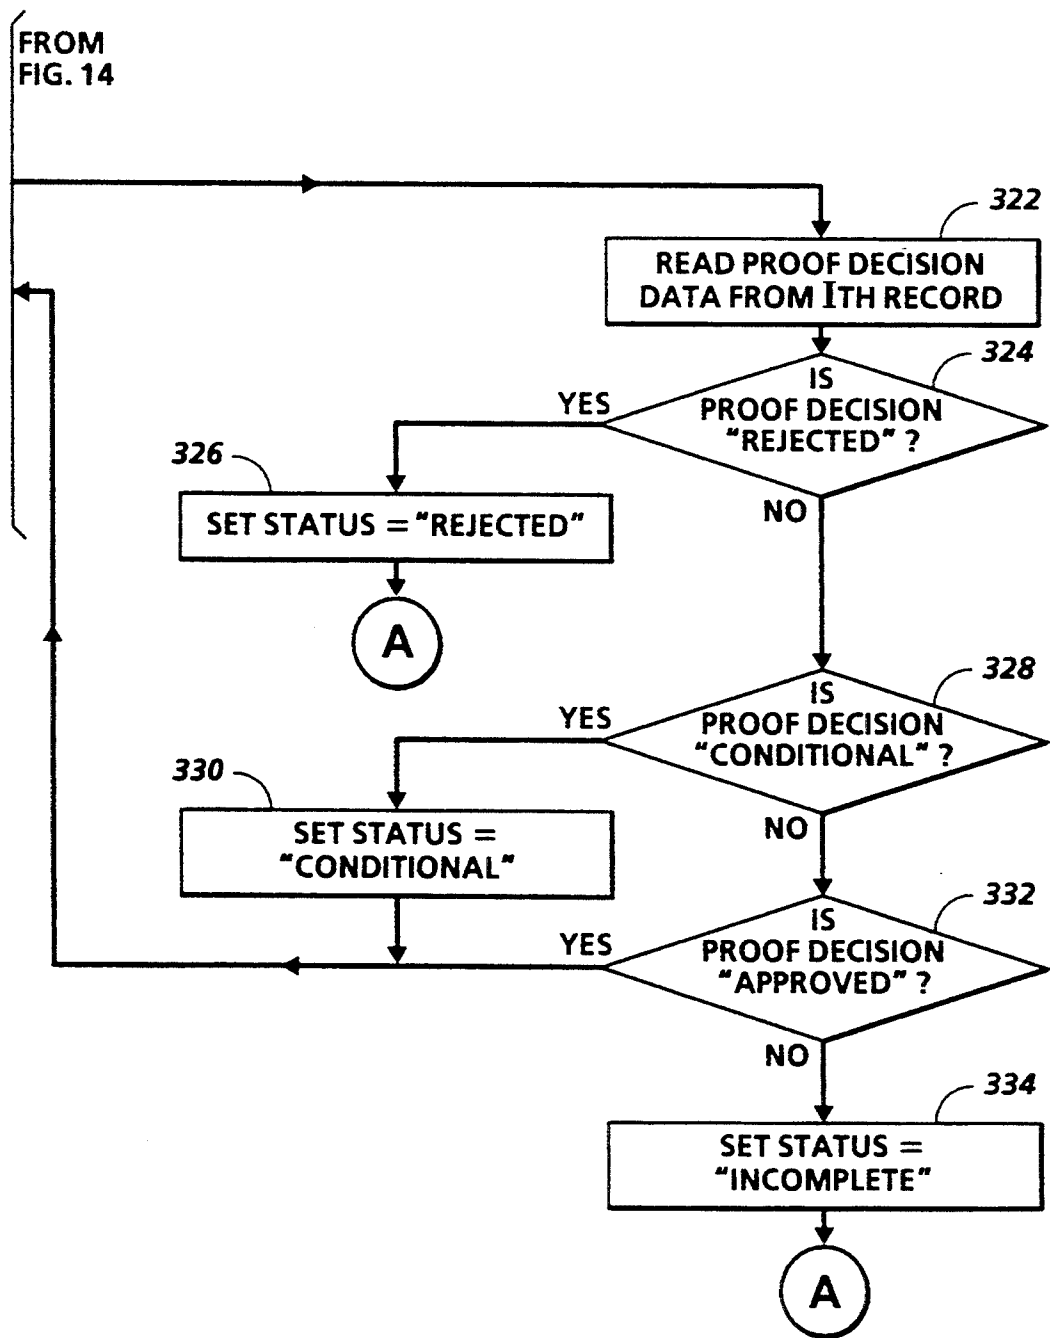 FROM
FIG. 14
322
READ PROOF DECISION
DATA FROM ITH RECORD
324
IS
PROOF DECISION
"REJECTED" ?
YES
NO
326
SET STATUS = "REJECTED"
A
328
IS
PROOF DECISION
"CONDITIONAL" ?
YES
NO
330
SET STATUS =
"CONDITIONAL"
332
IS
PROOF DECISION
"APPROVED" ?
YES
NO
334
SET STATUS =
"INCOMPLETE"
A